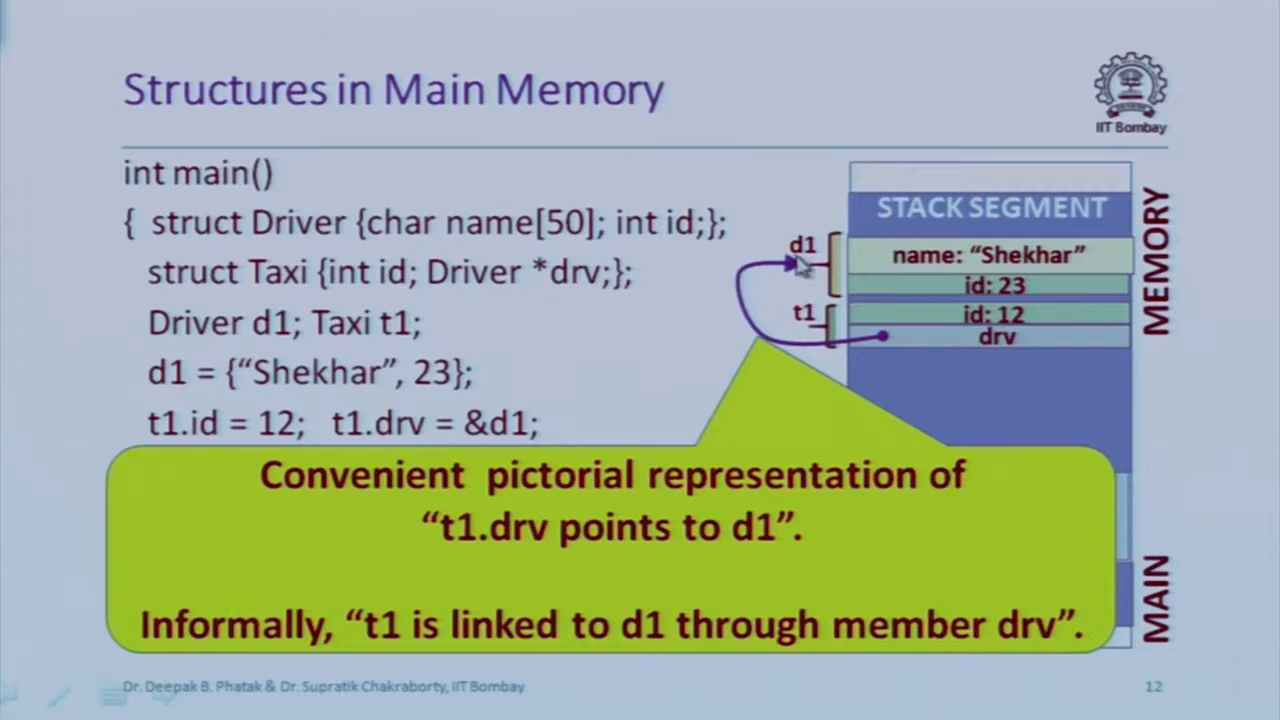 Structures in Main Memory
IIT Bombay
int main()
{ struct Driver {char name[50]; int id;};
struct Taxi {int id; Driver *drv;};
Driver d1; Taxi t1;
d1 = {“Shekhar”, 23};
t1.id = 12; t1.drv = &d1;
STACK SEGMENT
d1
name: “Shekhar”
id: 23
t1
id: 12
drv
MAIN MEMORY
Convenient pictorial representation of
“t1.drv points to d1”.
Informally, “t1 is linked to d1 through member drv”.
Dr. Deepak B. Phatak & Dr. Supratik Chakraborty, IIT Bombay
12